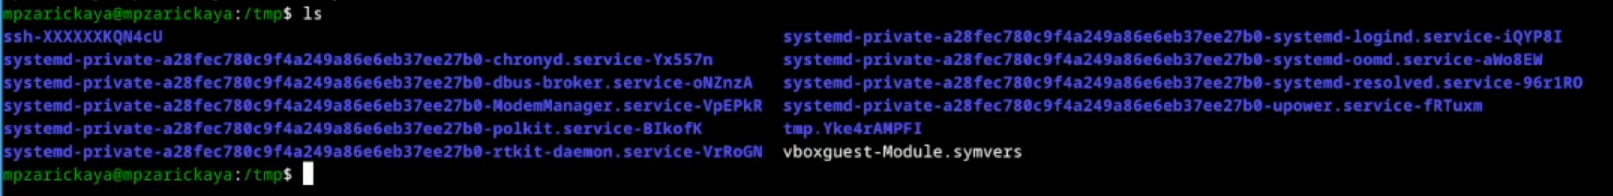 mpzarickaya@mpzarickaya:/tmp$ ls
ssh-XXXXXXKQN4cU systemd-private-a28fec780c9f4a249a86e6eb37ee27b0-systemd-logind.service-iQYP8I
systemd-private-a28fec780c9f4a249a86e6eb37ee27b0-chronyd.service-Yx557n systemd-private-a28fec780c9f4a249a86e6eb37ee27b0-systemd-oomd.service-aWo8EW
systemd-private-a28fec780c9f4a249a86e6eb37ee27b0-dbus-broker.service-oNZnzA systemd-private-a28fec780c9f4a249a86e6eb37ee27b0-systemd-resolved.service-96r1RO
systemd-private-a28fec780c9f4a249a86e6eb37ee27b0-ModemManager.service-VpEPkR systemd-private-a28fec780c9f4a249a86e6eb37ee27b0-upower.service-fRTuxm
systemd-private-a28fec780c9f4a249a86e6eb37ee27b0-polkit.service-BIkofK tmp.Yke4rAMPFI
systemd-private-a28fec780c9f4a249a86e6eb37ee27b0-rtkit-daemon.service-VrRoGN vboxguest-Module.symvers
mpzarickaya@mpzarickaya:/tmp$